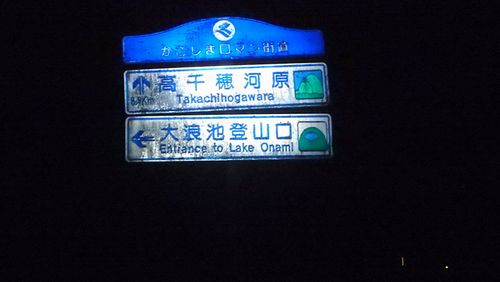 かごしまロマン街道
高千穂河原
Takachihogawara
大浪池登山口
Entrance to Lake Onami